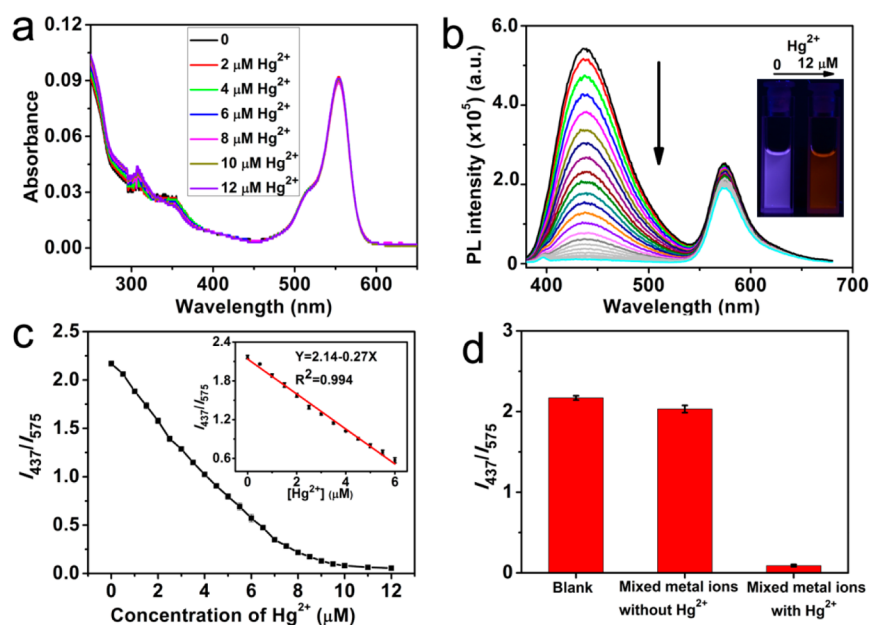 a
0.12
0.09
0.06
0.03
0.00
Absorbance
0
2 μM Hg²⁺
4 μM Hg²⁺
6 μM Hg²⁺
8 μM Hg²⁺
10 μM Hg²⁺
12 μM Hg²⁺
300 400 500 600
Wavelength (nm)
b
6.0
5.0
4.0
3.0
2.0
1.0
0
PL intensity (x10⁵) (a.u.)
Hg²⁺
0 12 μM
400 500 600 700
Wavelength (nm)
c
2.5
2.0
1.5
1.0
0.5
0.0
I₄₃₇/I₅₇₅
2.4
1.8
1.2
0.6
I₄₃₇/I₅₇₅
Y=2.14-0.27X
R²=0.994
0 2 4 6
[Hg²⁺] (μM)
0 2 4 6 8 10 12
Concentration of Hg²⁺ (μM)
d
3
2
1
0
I₄₃₇/I₅₇₅
Blank
Mixed metal ions
without Hg²⁺
Mixed metal ions
with Hg²⁺